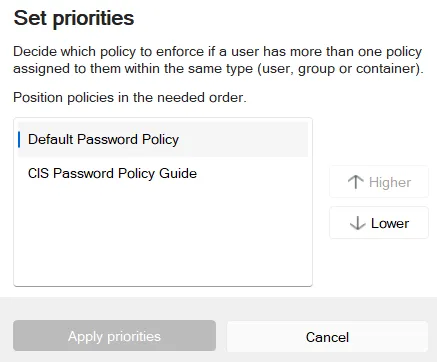 Set priorities
Decide which policy to enforce if a user has more than one policy
assigned to them within the same type (user, group or container).
Position policies in the needed order.
Default Password Policy
CIS Password Policy Guide
Higher
Lower
Apply priorities
Cancel